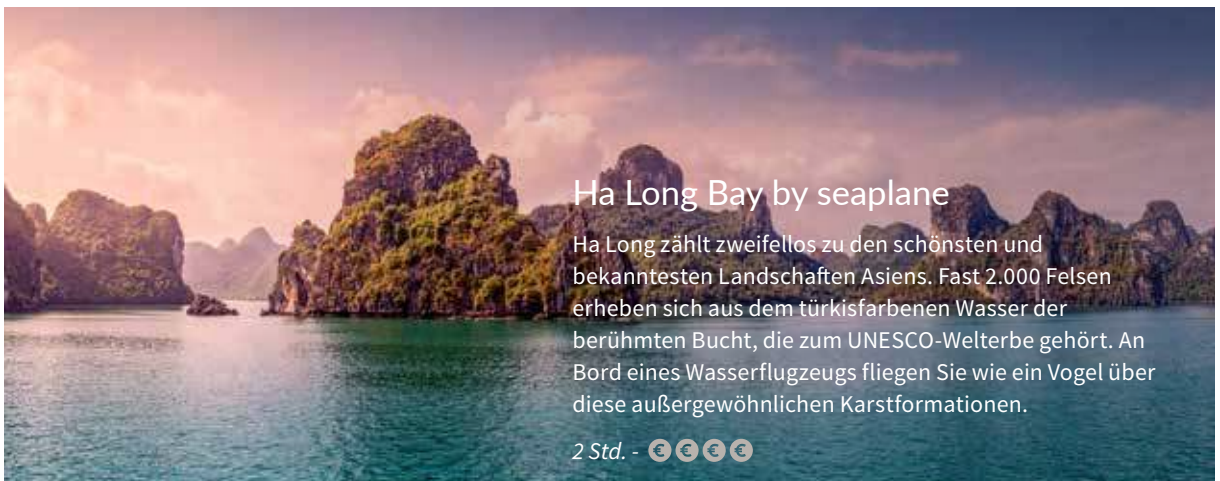 Ha Long Bay by seaplane
Ha Long zählt zweifellos zu den schönsten und
bekanntesten Landschaften Asiens. Fast 2.000 Felsen
erheben sich aus dem türkisfarbenen Wasser der
berühmten Bucht, die zum UNESCO-Welterbe gehört. An
Bord eines Wasserflugzeugs fliegen Sie wie ein Vogel über
diese außergewöhnlichen Karstformationen.
2 Std. - € € € €